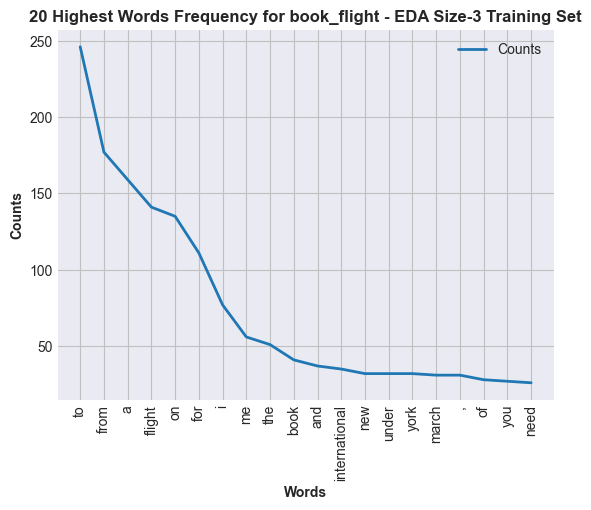 20 Highest Words Frequency for book_flight - EDA Size-3 Training Set
Counts
250
200
150
100
50
Counts
to
from
a
flight
on
for
i
me
the
book
and
international
new
under
york
march
,
of
you
need
Words